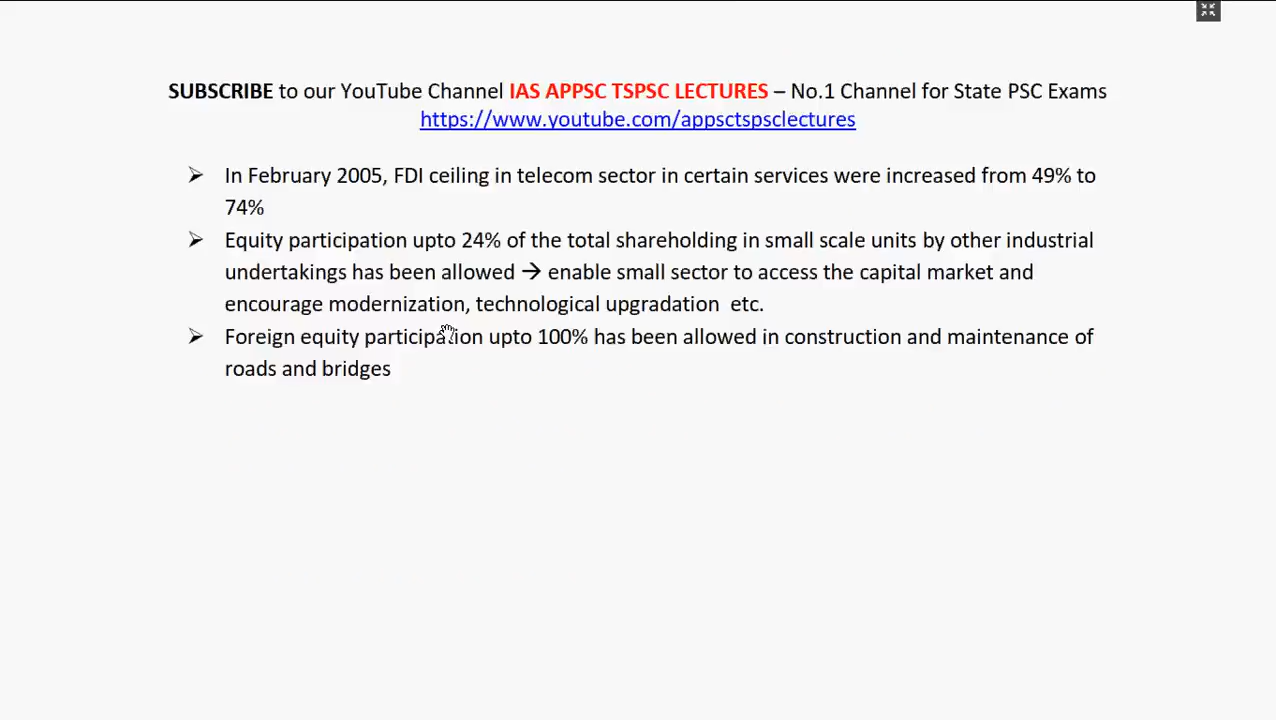 SUBSCRIBE to our YouTube Channel IAS APPSC TSPSC LECTURES – No.1 Channel for State PSC Exams
https://www.youtube.com/appsctspsclectures
➢ In February 2005, FDI ceiling in telecom sector in certain services were increased from 49% to
74%
➢ Equity participation upto 24% of the total shareholding in small scale units by other industrial
undertakings has been allowed → enable small sector to access the capital market and
encourage modernization, technological upgradation  etc.
➢ Foreign equity participation upto 100% has been allowed in construction and maintenance of
roads and bridges